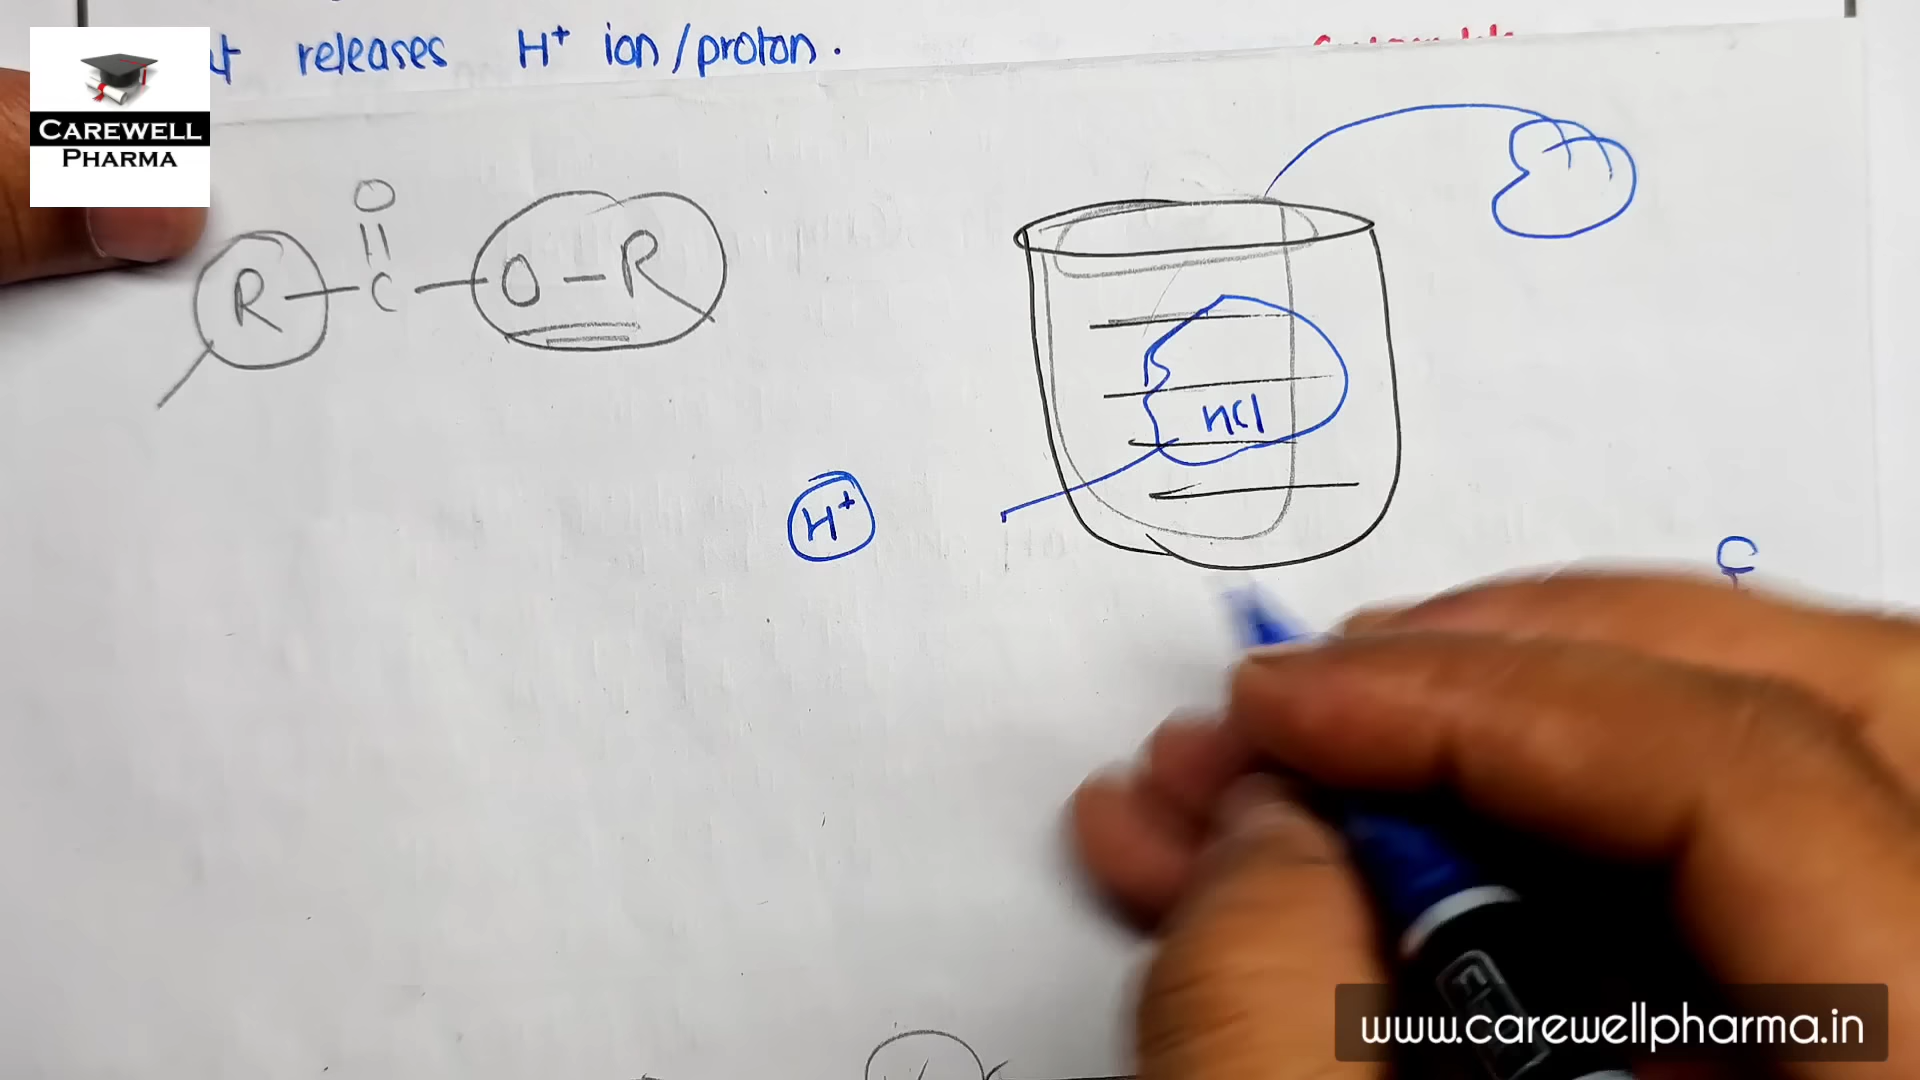 releases H⁺ ion/proton.
CAREWELL
PHARMA
O
||
R — C — O — R
HCl
H⁺
C
www.carewellpharma.in